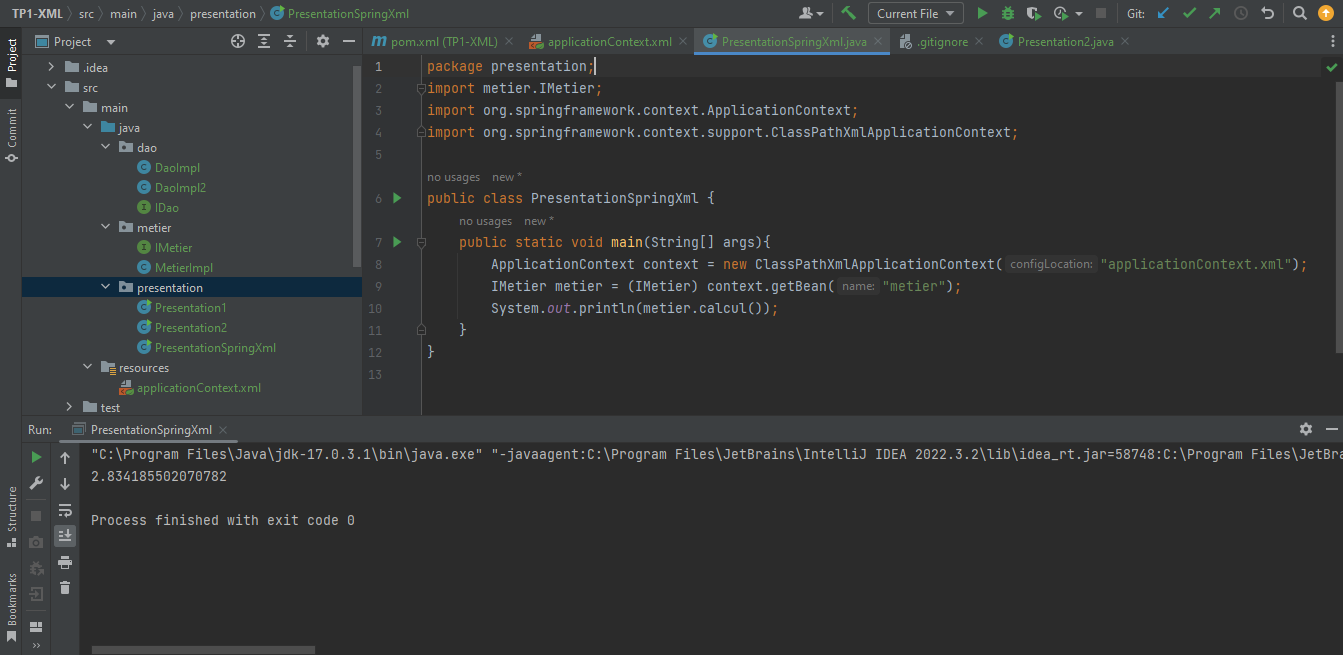 TP1-XML src main java presentation PresentationSpringXml
Current File
Git:
Project
Project
Commit
Structure
Bookmarks
.idea
src
main
java
dao
DaoImpl
DaoImpl2
IDao
metier
IMetier
MetierImpl
presentation
Presentation1
Presentation2
PresentationSpringXml
resources
applicationContext.xml
test
pom.xml (TP1-XML) applicationContext.xml PresentationSpringXml.java .gitignore Presentation2.java
1 package presentation;
2 import metier.IMetier;
3 import org.springframework.context.ApplicationContext;
4 import org.springframework.context.support.ClassPathXmlApplicationContext;
5
no usages new *
6 public class PresentationSpringXml {
no usages new *
7 public static void main(String[] args){
8 ApplicationContext context = new ClassPathXmlApplicationContext( configLocation: "applicationContext.xml");
9 IMetier metier = (IMetier) context.getBean( name: "metier");
10 System.out.println(metier.calcul());
11 }
12 }
13
Run: PresentationSpringXml
"C:\Program Files\Java\jdk-17.0.3.1\bin\java.exe" "-javaagent:C:\Program Files\JetBrains\IntelliJ IDEA 2022.3.2\lib\idea_rt.jar=58748:C:\Program Files\JetBra
2.834185502070782
Process finished with exit code 0